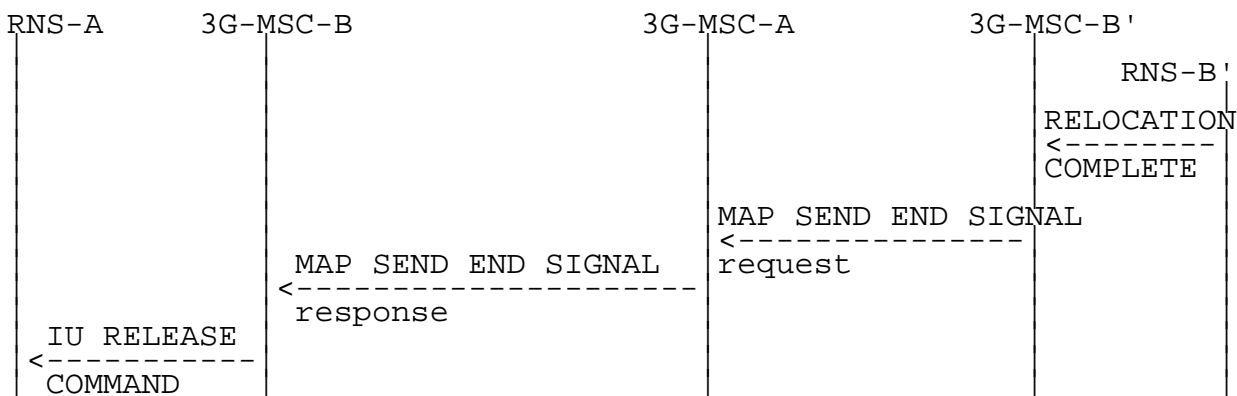 RNS-A 3G-MSC-B 3G-MSC-A 3G-MSC-B'
RNS-B'
RELOCATION
COMPLETE
MAP SEND END SIGNAL
request
MAP SEND END SIGNAL
response
IU RELEASE
COMMAND